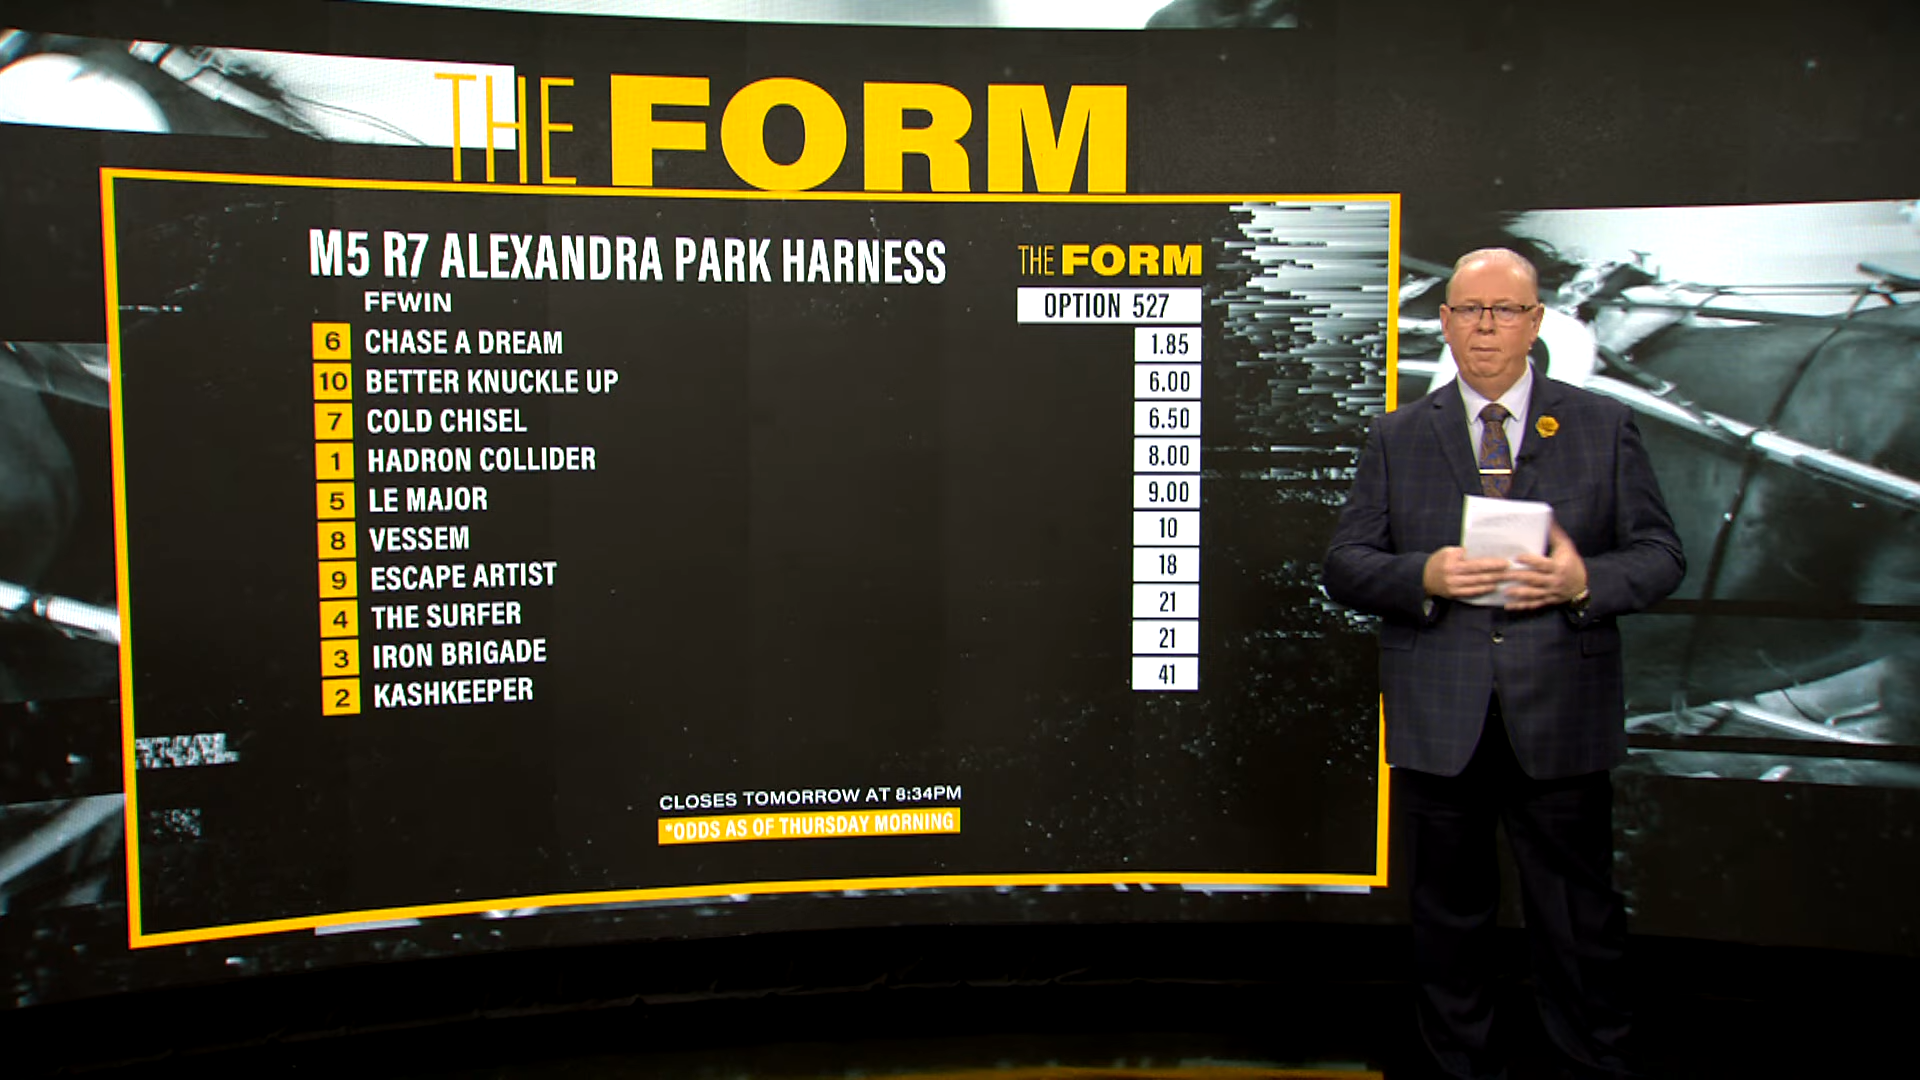 THE FORM
M5 R7 ALEXANDRA PARK HARNESS
THE FORM
FFWIN
OPTION 527
6 CHASE A DREAM 1.85
10 BETTER KNUCKLE UP 6.00
7 COLD CHISEL 6.50
1 HADRON COLLIDER 8.00
5 LE MAJOR 9.00
8 VESSEM 10
9 ESCAPE ARTIST 18
4 THE SURFER 21
3 IRON BRIGADE 21
2 KASHKEEPER 41
CLOSES TOMORROW AT 8:34PM
*ODDS AS OF THURSDAY MORNING